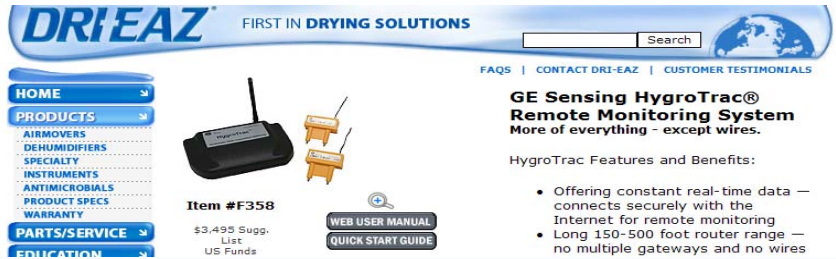 DRI-EAZ
FIRST IN DRYING SOLUTIONS
Search
FAQS | CONTACT DRI-EAZ | CUSTOMER TESTIMONIALS
HOME
PRODUCTS
AIRMOVERS
DEHUMIDIFIERS
SPECIALTY
INSTRUMENTS
ANTIMICROBIALS
PRODUCT SPECS
WARRANTY
PARTS/SERVICE
EDUCATION
HygroTrac
Item #F358
$3,495 Sugg.
List
US Funds
WEB USER MANUAL
QUICK START GUIDE
GE Sensing HygroTrac®
Remote Monitoring System
More of everything - except wires.
HygroTrac Features and Benefits:
• Offering constant real-time data —
connects securely with the
Internet for remote monitoring
• Long 150-500 foot router range —
no multiple gateways and no wires